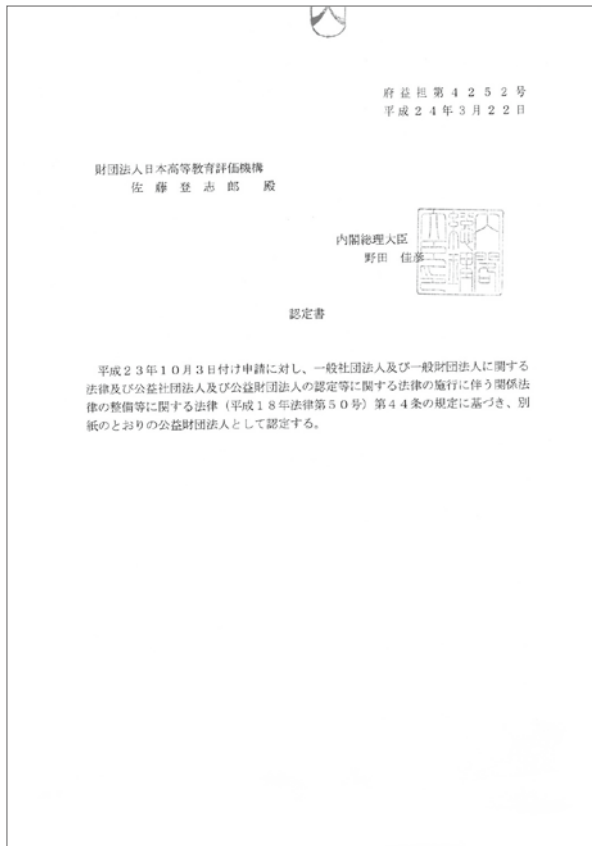 府益担第４２５２号
平成２４年３月２２日
財団法人日本高等教育評価機構
佐藤登志郎　殿
内閣総理大臣
野田　佳彦
内閣総理大臣
認定書
平成２３年１０月３日付け申請に対し、一般社団法人及び一般財団法人に関する
法律及び公益社団法人及び公益財団法人の認定等に関する法律の施行に伴う関係法
律の整備等に関する法律（平成１８年法律第５０号）第４４条の規定に基づき、別
紙のとおりの公益財団法人として認定する。